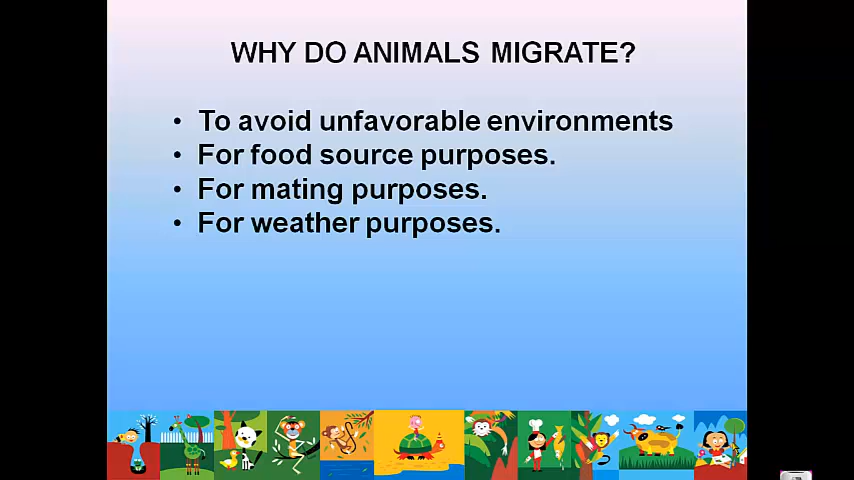 WHY DO ANIMALS MIGRATE?
• To avoid unfavorable environments
• For food source purposes.
• For mating purposes.
• For weather purposes.